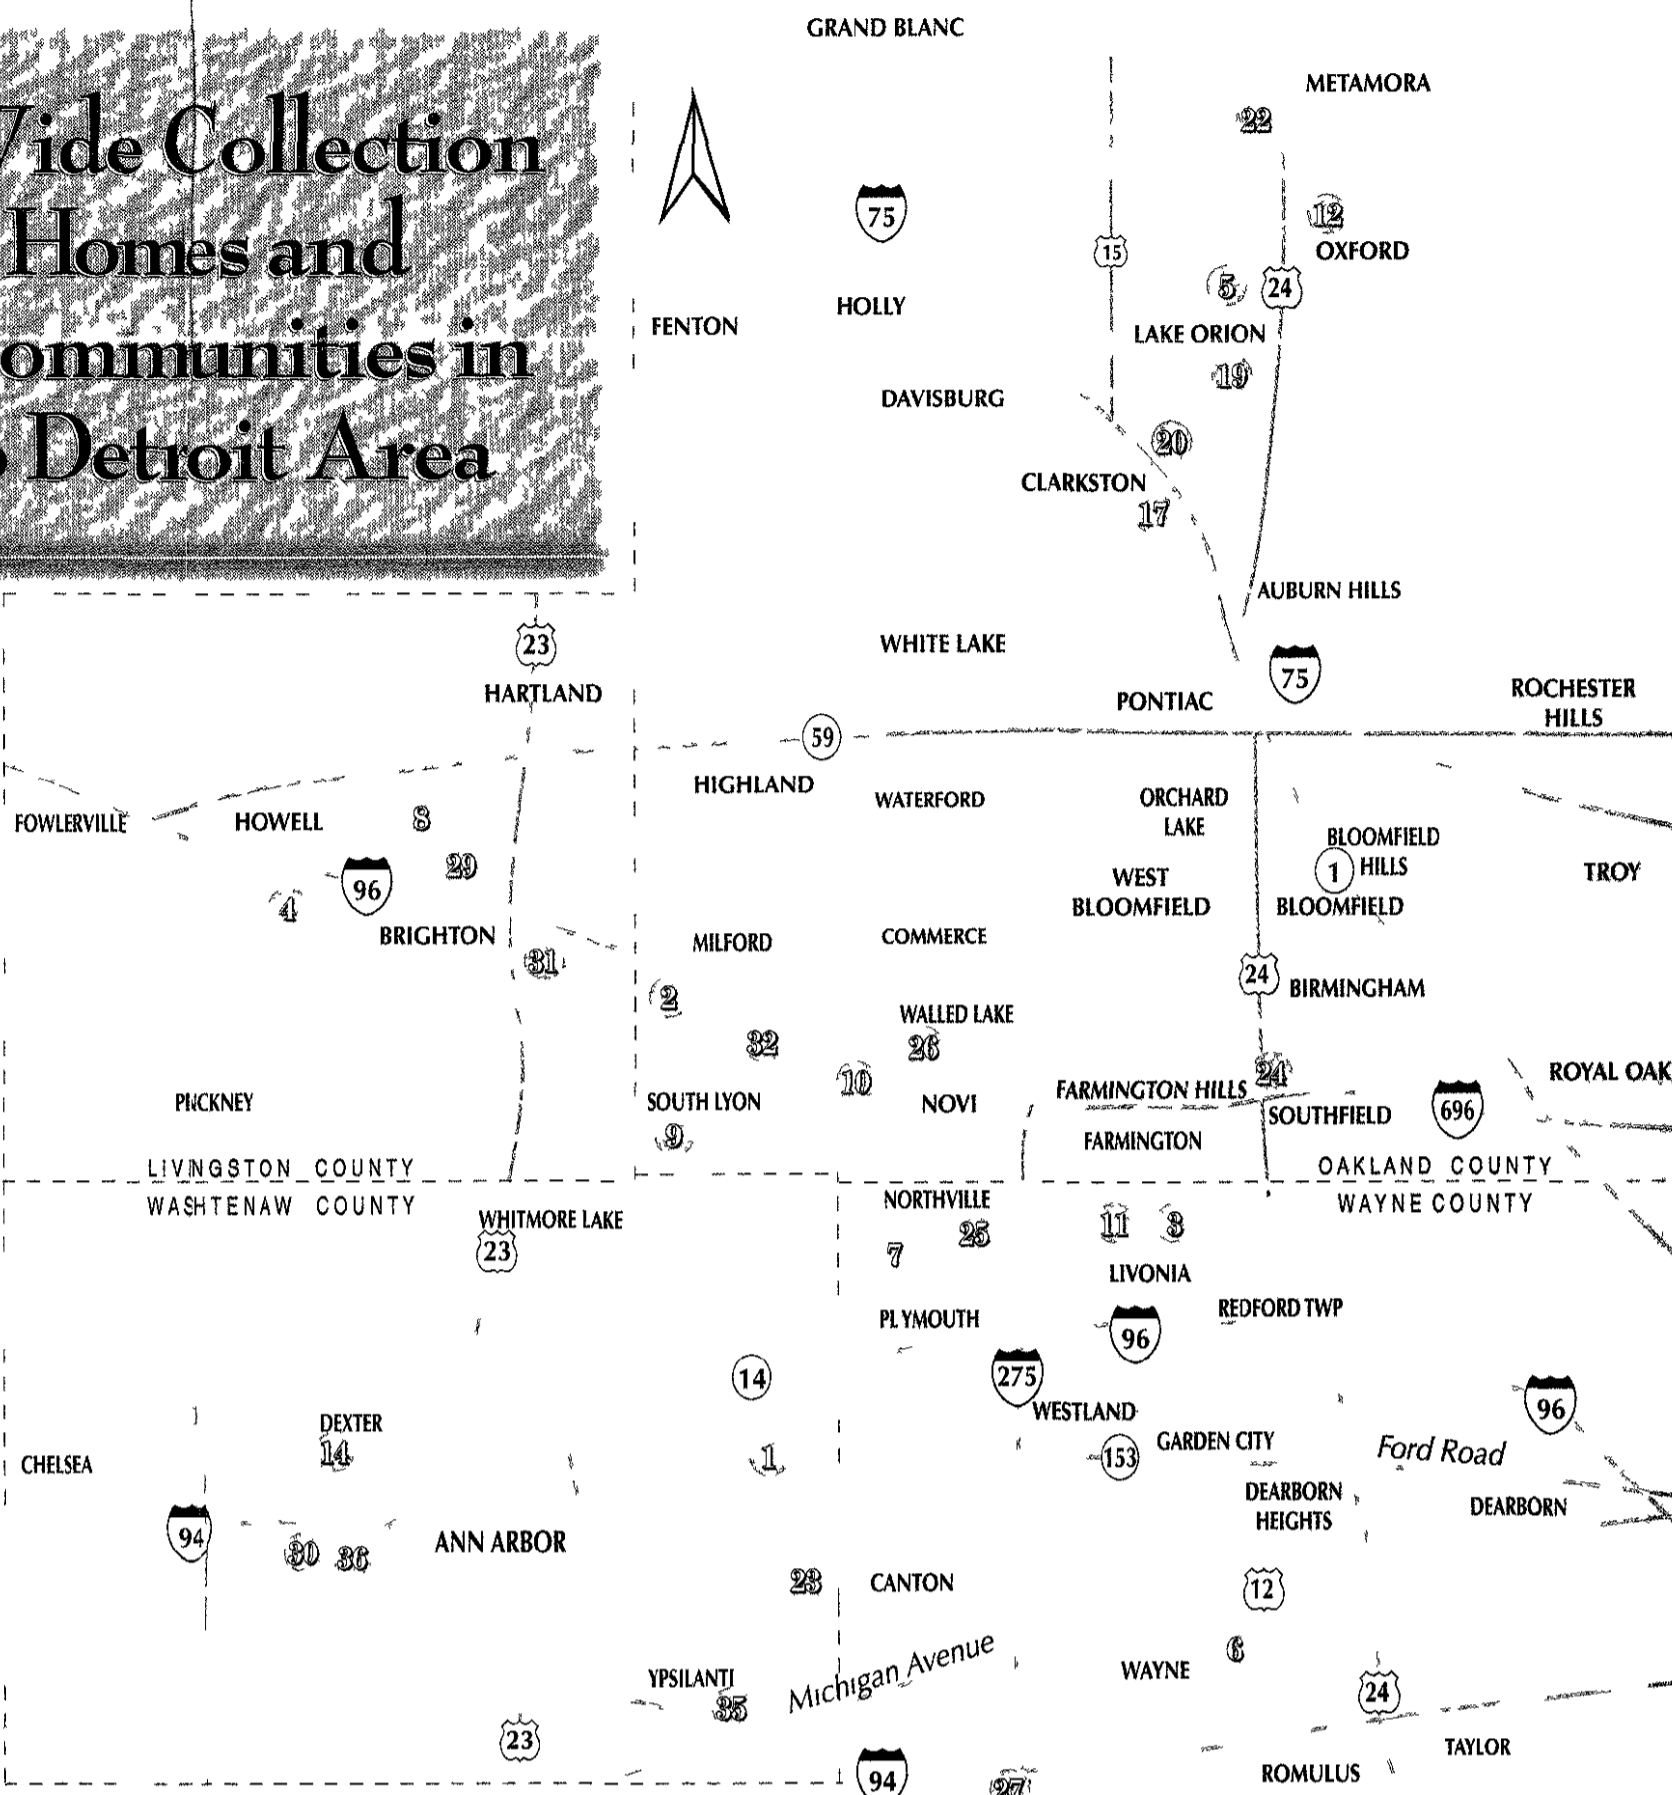 Wide Collection
Homes and
ommunities in
Detroit Area
GRAND BLANC
METAMORA
22
12
75
15
OXFORD
5
24
HOLLY
FENTON
LAKE ORION
19
DAVISBURG
20
CLARKSTON
17
AUBURN HILLS
23
WHITE LAKE
75
HARTLAND
PONTIAC
ROCHESTER
HILLS
59
HIGHLAND
WATERFORD
ORCHARD
LAKE
FOWLERVILLE
HOWELL
8
BLOOMFIELD
HILLS
1
29
96
4
WEST
BLOOMFIELD
TROY
BLOOMFIELD
BRIGHTON
31
MILFORD
COMMERCE
24
BIRMINGHAM
2
WALLED LAKE
32
26
10
24
ROYAL OAK
PICKNEY
SOUTH LYON
NOVI
FARMINGTON HILLS
696
SOUTHFIELD
9
FARMINGTON
LIVINGSTON COUNTY
OAKLAND COUNTY
WASHTENAW COUNTY
WAYNE COUNTY
NORTHVILLE
WHITMORE LAKE
23
25
7
11
3
LIVONIA
PLYMOUTH
96
REDFORD TWP
14
275
96
WESTLAND
DEXTER
14
CHELSEA
1
153
GARDEN CITY
Ford Road
DEARBORN
HEIGHTS
DEARBORN
94
30
36
ANN ARBOR
23
CANTON
12
Michigan Avenue
6
WAYNE
YPSILANTI
35
24
23
TAYLOR
94
27
ROMULUS